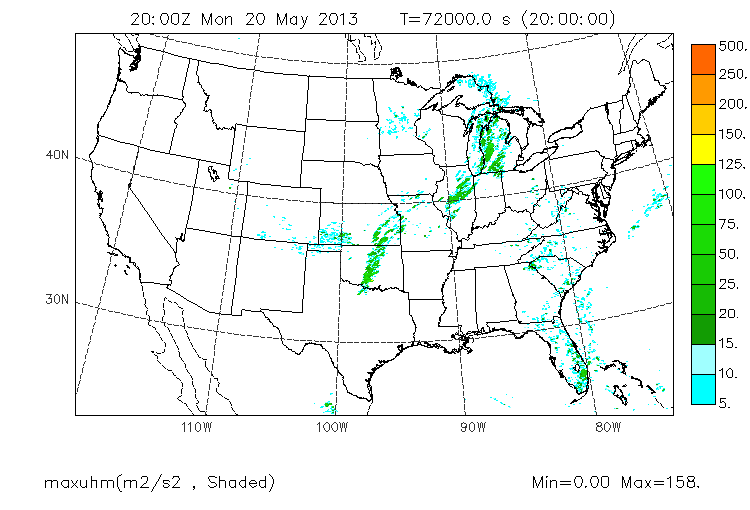 20:00Z Mon 20 May 2013 T=72000.0 s (20:00:00)
500.
250.
200.
150.
125.
100.
75.
50.
25.
20.
15.
10.
5.
40N
30N
110W
100W
90W
80W
maxuhm(m2/s2 , Shaded)
Min=0.00 Max=158.